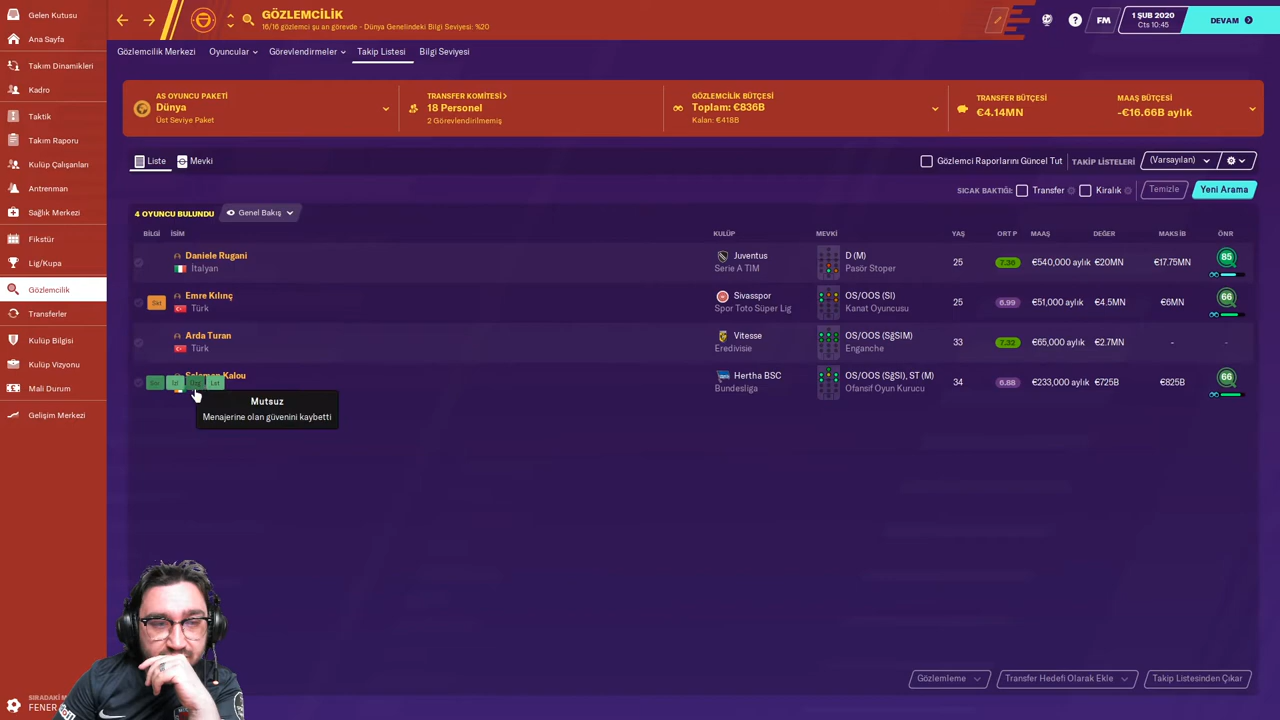 Gelen Kutusu
Ana Sayfa
Takım Dinamikleri
Kadro
Taktik
Takım Raporu
Kulüp Çalışanları
Antrenman
Sağlık Merkezi
Fikstür
Lig/Kupa
Gözlemcilik
Transferler
Kulüp Bilgisi
Kulüp Vizyonu
Mali Durum
Gelişim Merkezi
FENER
GÖZLEMCİLİK
16/16 gözlemci şu an görevde - Dünya Genelindeki Bilgi Seviyesi: %20
FM
1 ŞUB 2020
Cts 10:45
DEVAM
Gözlemcilik Merkezi
Oyuncular
Görevlendirmeler
Takip Listesi
Bilgi Seviyesi
AS OYUNCU PAKETİ
Dünya
Üst Seviye Paket
TRANSFER KOMİTESİ >
18 Personel
2 Görevlendirilmemiş
GÖZLEMCİLİK BÜTÇESİ
Toplam: €836B
Kalan: €418B
TRANSFER BÜTÇESİ
€4.14MN
MAAŞ BÜTÇESİ
-€16.66B aylık
Liste
Mevki
Gözlemci Raporlarını Güncel Tut
TAKİP LİSTELERİ
(Varsayılan)
SICAK BAKTIĞI:
Transfer
Kiralık
Temizle
Yeni Arama
4 OYUNCU BULUNDU
Genel Bakış
BİLGİ İSİM KULÜP MEVKİ YAŞ ORT P MAAŞ DEĞER MAKS İB ÖNR
Daniele Rugani Juventus D (M) 25 7.36 €540,000 aylık €20MN €17.75MN 85
İtalyan Serie A TIM Pasör Stoper
Emre Kılınç Sivasspor OS/OOS (Sl) 25 6.99 €51,000 aylık €4.5MN €6MN 66
Türk Spor Toto Süper Lig Kanat Oyuncusu
Arda Turan Vitesse OS/OOS (SğSlM) 33 7.32 €65,000 aylık €2.7MN - -
Türk Eredivisie Enganche
Kalou Hertha BSC OS/OOS (SğSl), ST (M) 34 6.88 €233,000 aylık €725B €825B 66
Bundesliga Ofansif Oyun Kurucu
Mutsuz
Menajerine olan güvenini kaybetti
Gözlemleme
Transfer Hedefi Olarak Ekle
Takip Listesinden Çıkar